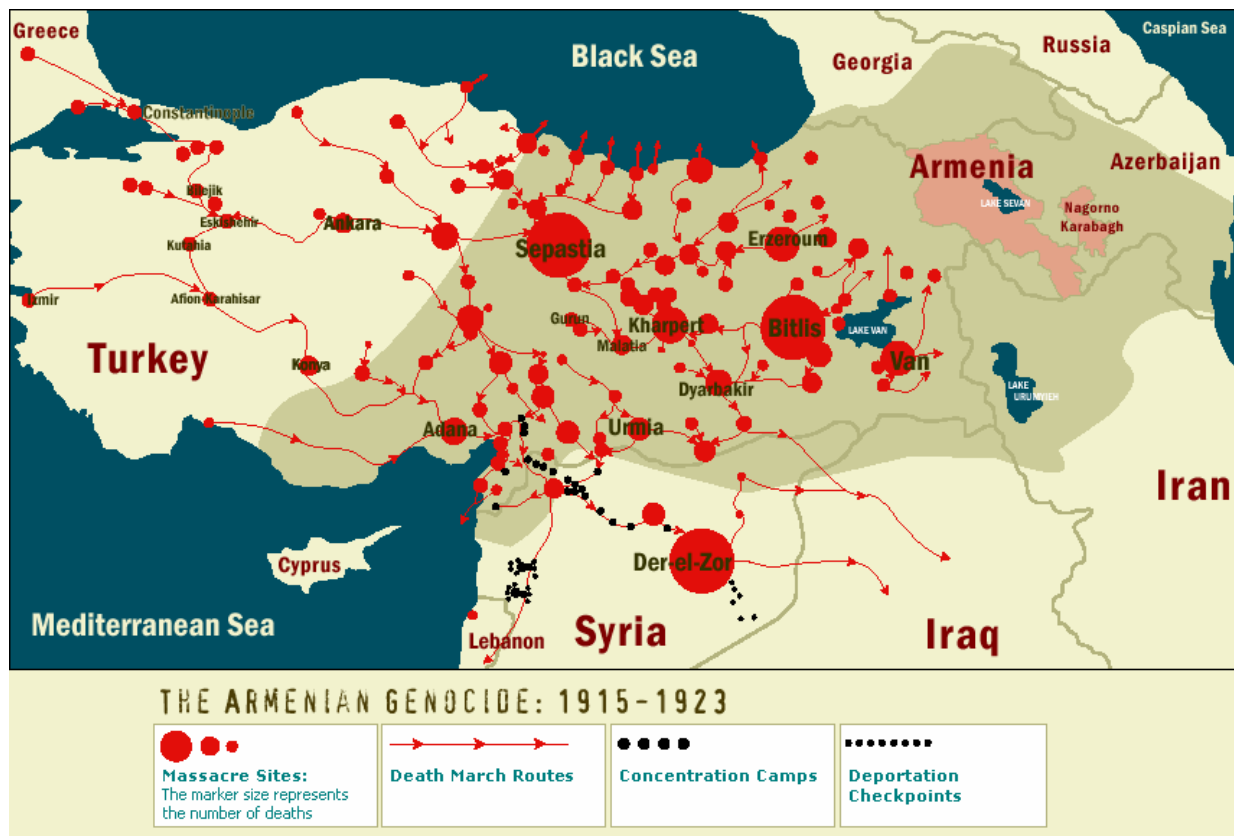 Greece
Black Sea
Georgia
Russia
Caspian Sea
Constantinople
Armenia
Azerbaijan
LAKE SEVAN
Nagorno
Karabagh
Bilejik
Eskishehir
Ankara
Kutahia
Sepastia
Erzeroum
Izmir
Afion-Karahisar
Gurun
Kharpert
Malatia
Bitlis
LAKE VAN
Van
Turkey
Konya
Dyarbakir
LAKE
URUMWIEH
Adana
Urmia
Iran
Cyprus
Der-el-Zor
Mediterranean Sea
Lebanon
Syria
Iraq
THE ARMENIAN GENOCIDE: 1915-1923
Massacre Sites:
The marker size represents
the number of deaths
Death March Routes
Concentration Camps
Deportation
Checkpoints